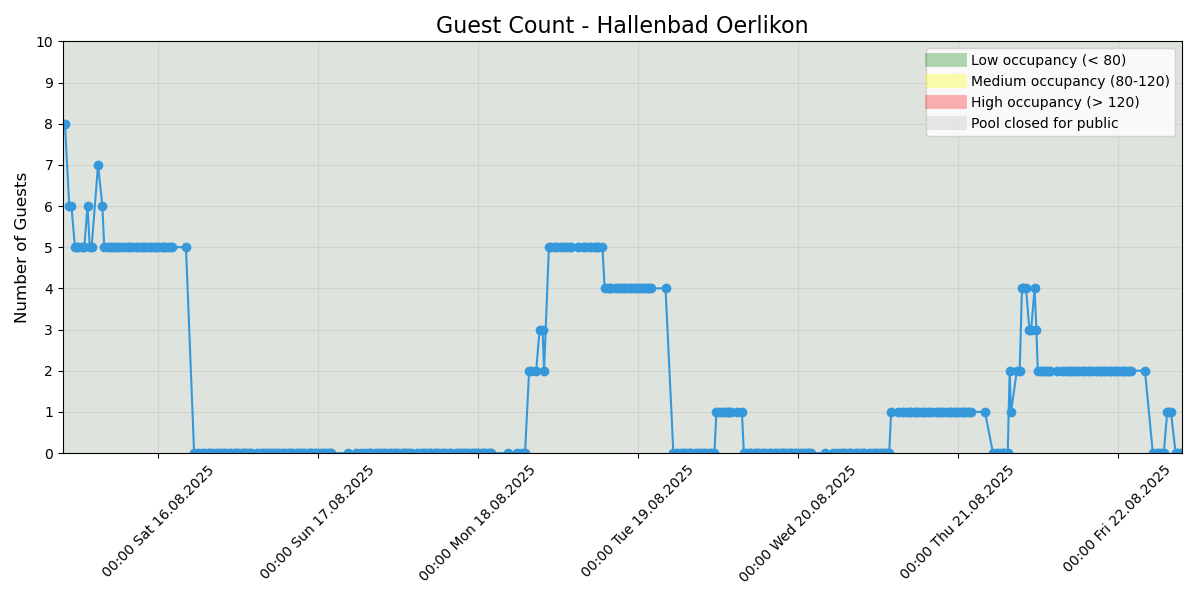 Guest Count - Hallenbad Oerlikon
Number of Guests
10
9
8
7
6
5
4
3
2
1
0
Low occupancy (< 80)
Medium occupancy (80-120)
High occupancy (> 120)
Pool closed for public
00:00 Sat 16.08.2025
00:00 Sun 17.08.2025
00:00 Mon 18.08.2025
00:00 Tue 19.08.2025
00:00 Wed 20.08.2025
00:00 Thu 21.08.2025
00:00 Fri 22.08.2025